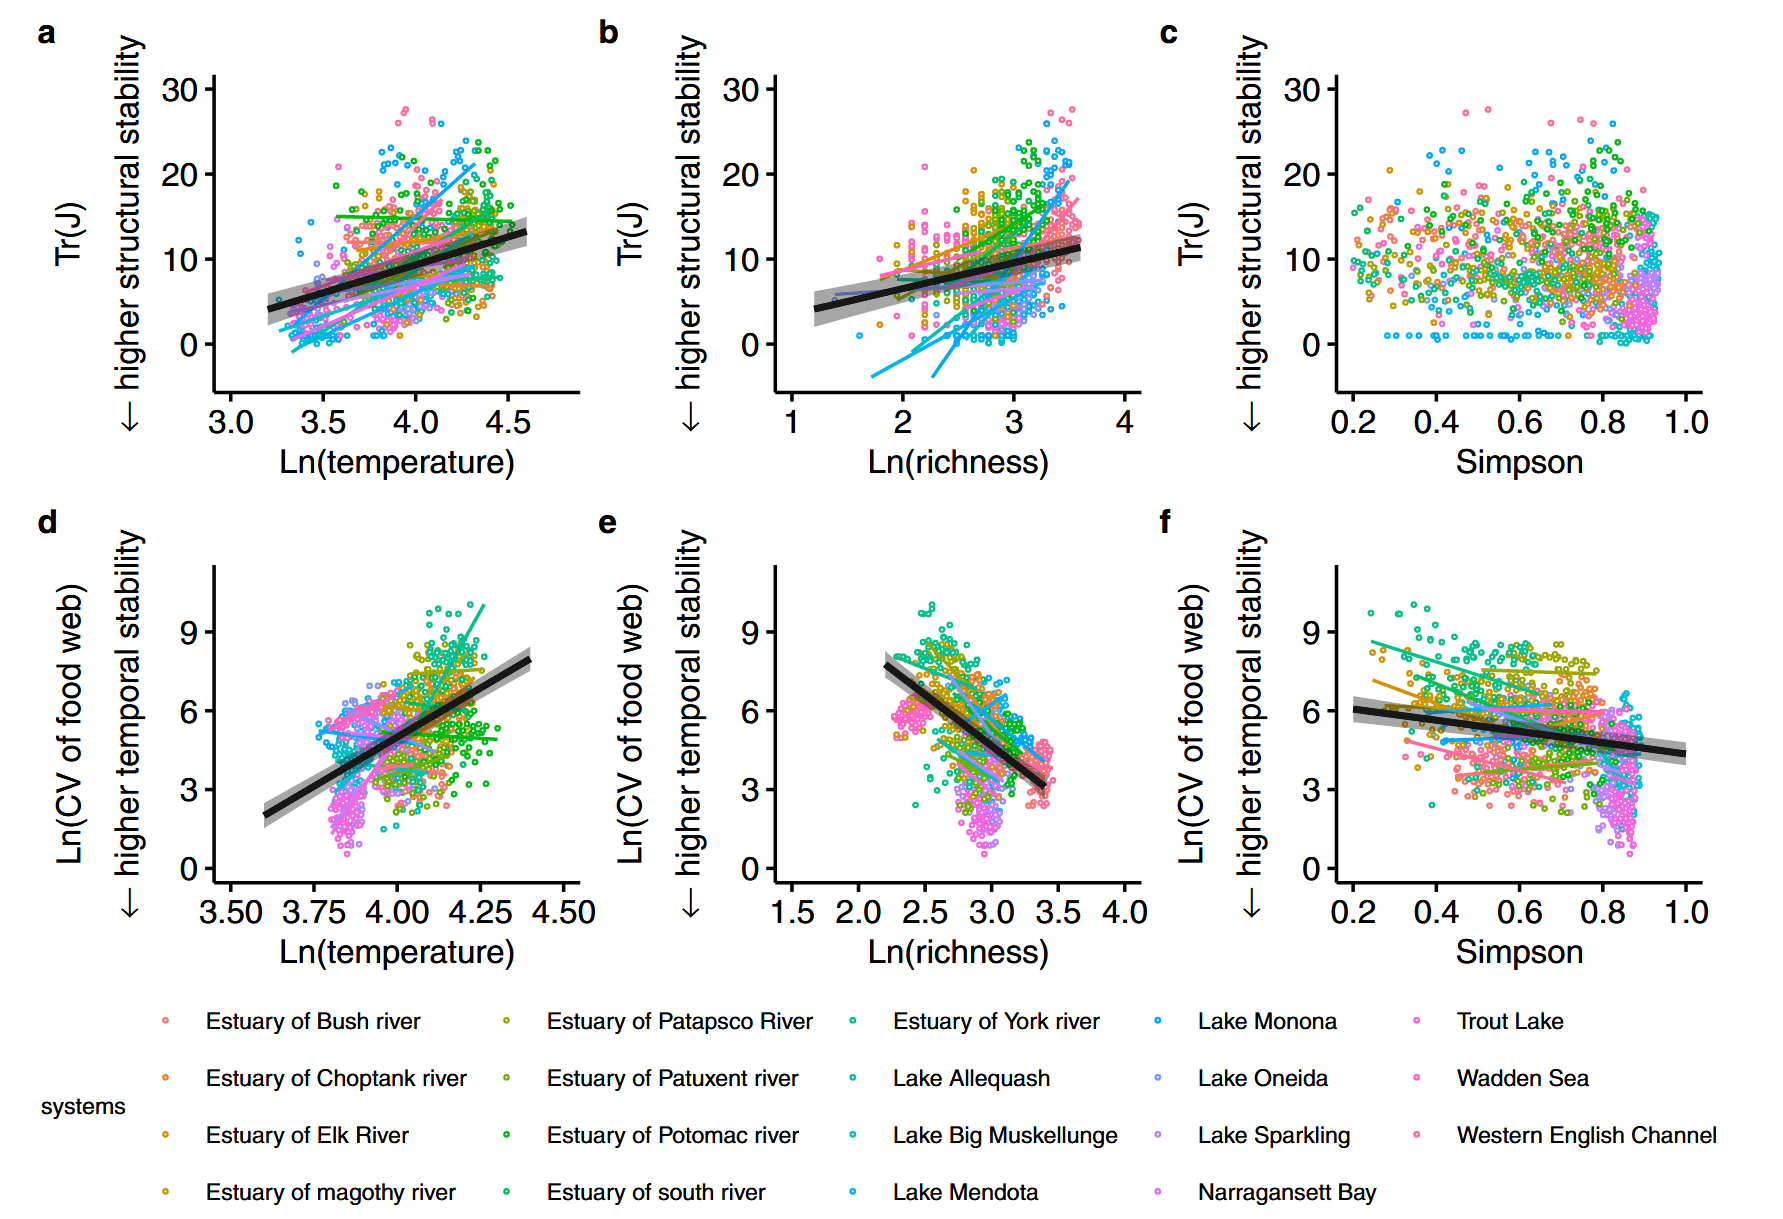 a
b
c
Tr(J)
← higher structural stability
30
20
10
0
3.0 3.5 4.0 4.5
Ln(temperature)
Tr(J)
← higher structural stability
30
20
10
0
1 2 3 4
Ln(richness)
Tr(J)
← higher structural stability
30
20
10
0
0.2 0.4 0.6 0.8 1.0
Simpson
d
e
f
Ln(CV of food web)
← higher temporal stability
9
6
3
0
3.50 3.75 4.00 4.25 4.50
Ln(temperature)
Ln(CV of food web)
← higher temporal stability
9
6
3
0
1.5 2.0 2.5 3.0 3.5 4.0
Ln(richness)
Ln(CV of food web)
← higher temporal stability
9
6
3
0
0.2 0.4 0.6 0.8 1.0
Simpson
systems
Estuary of Bush river
Estuary of Choptank river
Estuary of Elk River
Estuary of magothy river
Estuary of Patapsco River
Estuary of Patuxent river
Estuary of Potomac river
Estuary of south river
Estuary of York river
Lake Allequash
Lake Big Muskellunge
Lake Mendota
Lake Monona
Lake Oneida
Lake Sparkling
Narragansett Bay
Trout Lake
Wadden Sea
Western English Channel